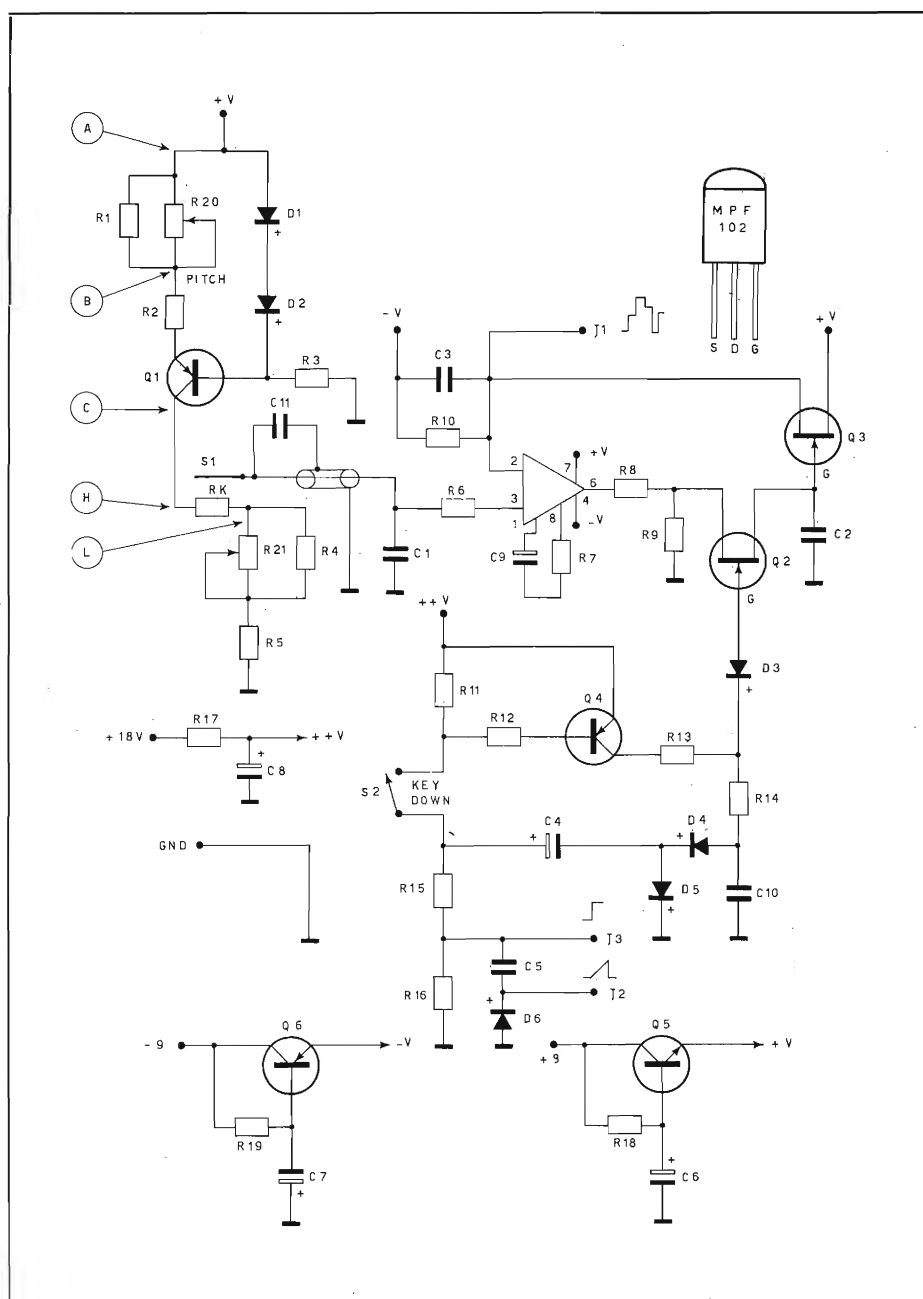 + V
A
R1
R20
D1
+
MPF
102
PITCH
B
- V
J1
+ V
S D G
R2
D2
+
R3
C3
Q1
C11
R10
Q3
G
C
S1
2
7
+ V
6
R8
3
4
- V
1
8
H
RK
R6
C1
C9
R7
R9
C2
L
R21
R4
Q2
G
+ + V
R5
R11
D3
+
Q4
R12
R13
+ 18V
R17
+ + V
+
C8
S2
KEY
DOWN
R14
+
C4
D4
+
GND
R15
D5
+
C10
J3
C5
J2
R16
+
D6
Q6
Q5
- 9
- V
+ 9
+ V
R19
R18
C7
+
+
C6